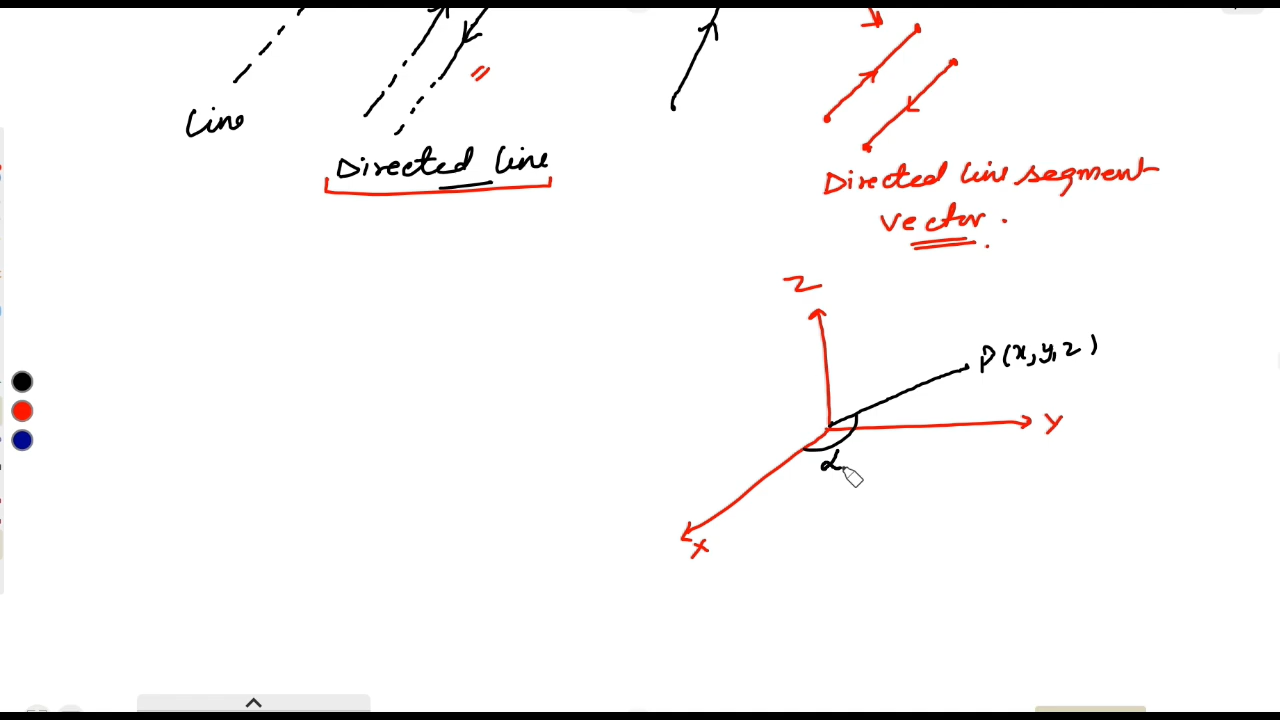 Line
Directed Line
Directed Line segment
vector.
Z
P(x,y,z)
Y
α
X